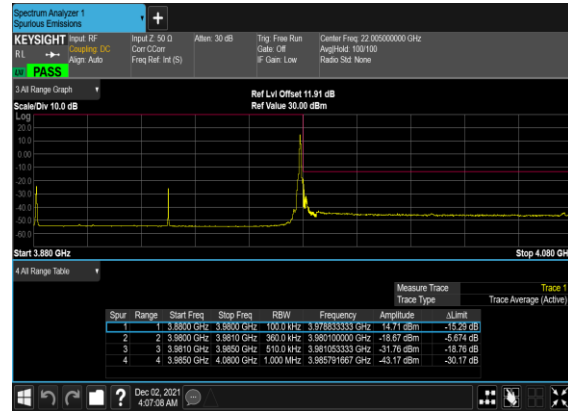 Spectrum Analyzer 1
Spurious Emissions
KEYSIGHT Input: RF Input Z: 50 Ω Atten: 30 dB Trig: Free Run Center Freq: 22.005000000 GHz
R L Coupling: DC Corr CCorr Gate: Off Avg|Hold: 100/100
Align: Auto Freq Ref: Int (S) IF Gain: Low Radio Std: None
PASS
3 All Range Graph
Ref Lvl Offset 11.91 dB
Scale/Div 10.0 dB Ref Value 30.00 dBm
Log
20.0
10.0
0.00
-10.0
-20.0
-30.0
-40.0
-50.0
-60.0
Start 3.880 GHz Stop 4.080 GH
4 All Range Table
Measure Trace Trace 1
Trace Type Trace Average (Active)
Spur Range Start Freq Stop Freq RBW Frequency Amplitude ΔLimit
1 1 3.8800 GHz 3.9800 GHz 100.0 kHz 3.978833333 GHz 14.71 dBm -15.29 dB
2 2 3.9800 GHz 3.9810 GHz 360.0 kHz 3.980100000 GHz -18.67 dBm -5.674 dB
3 3 3.9810 GHz 3.9850 GHz 510.0 kHz 3.981053333 GHz -31.76 dBm -18.76 dB
4 4 3.9850 GHz 4.0800 GHz 1.000 MHz 3.985791667 GHz -43.17 dBm -30.17 dB
? Dec 02, 2021
4:07:08 AM